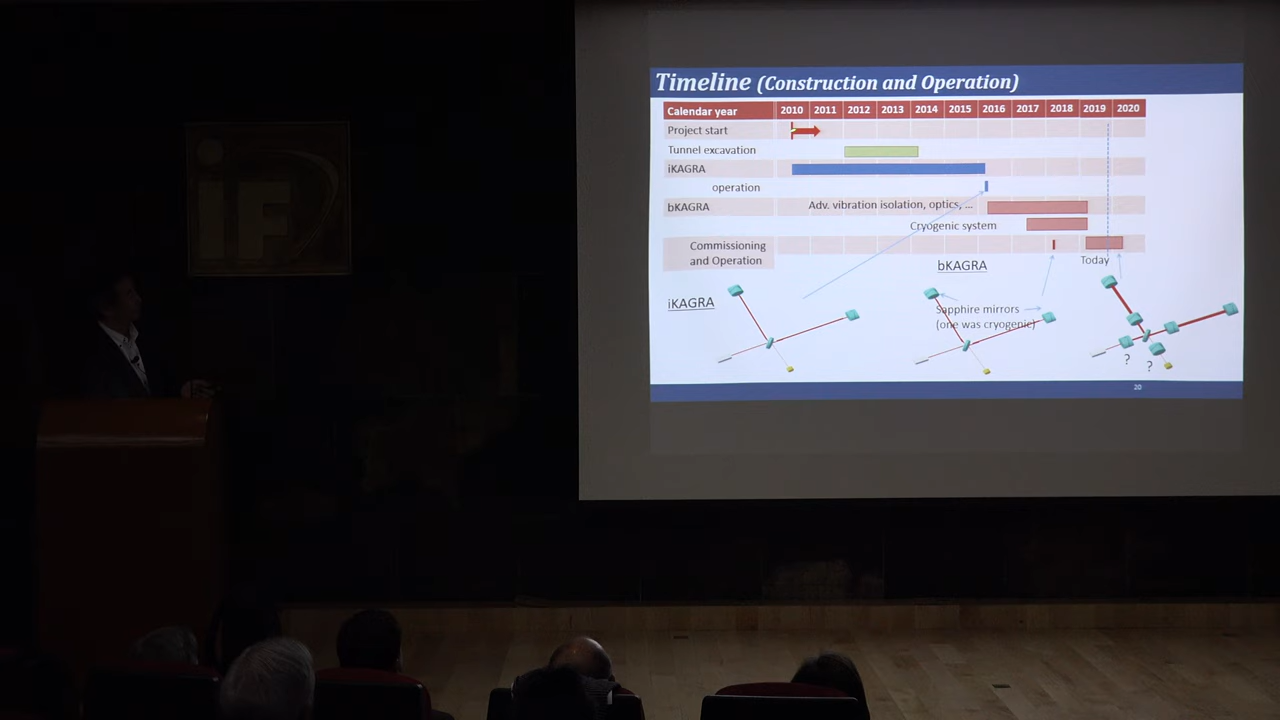 Timeline (Construction and Operation)
Calendar year 2010 2011 2012 2013 2014 2015 2016 2017 2018 2019 2020
Project start
Tunnel excavation
iKAGRA
operation
bKAGRA Adv. vibration isolation, optics, ...
Cryogenic system
Commissioning
and Operation
Today
bKAGRA
iKAGRA
Sapphire mirrors
(one was cryogenic)
? ?
20
iF